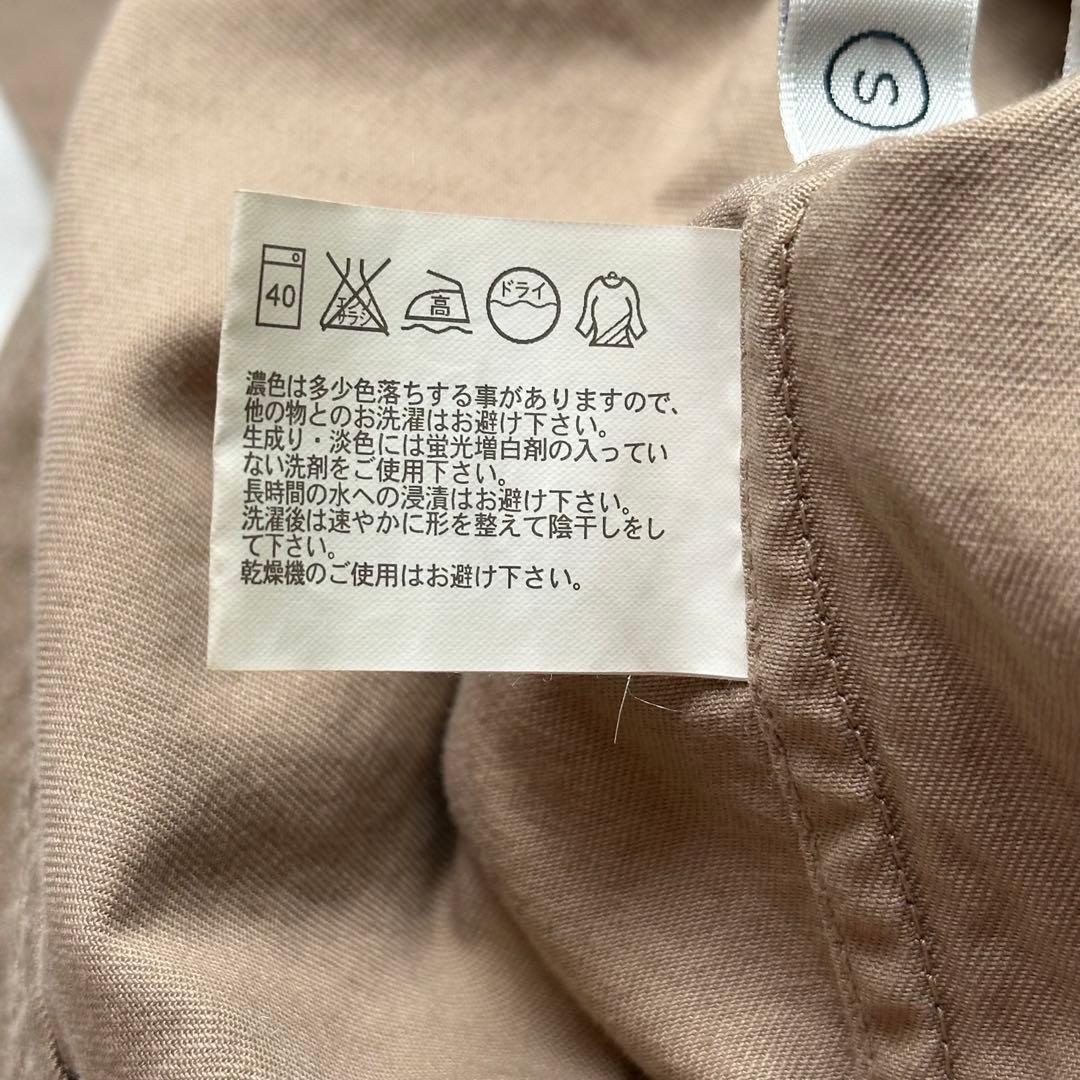 S
40
エンソ
サラシ
高
ドライ
濃色は多少色落ちする事がありますので、
他の物とのお洗濯はお避け下さい。
生成り・淡色には蛍光増白剤の入ってい
ない洗剤をご使用下さい。
長時間の水への浸漬はお避け下さい。
洗濯後は速やかに形を整えて陰干しをし
て下さい。
乾燥機のご使用はお避け下さい。